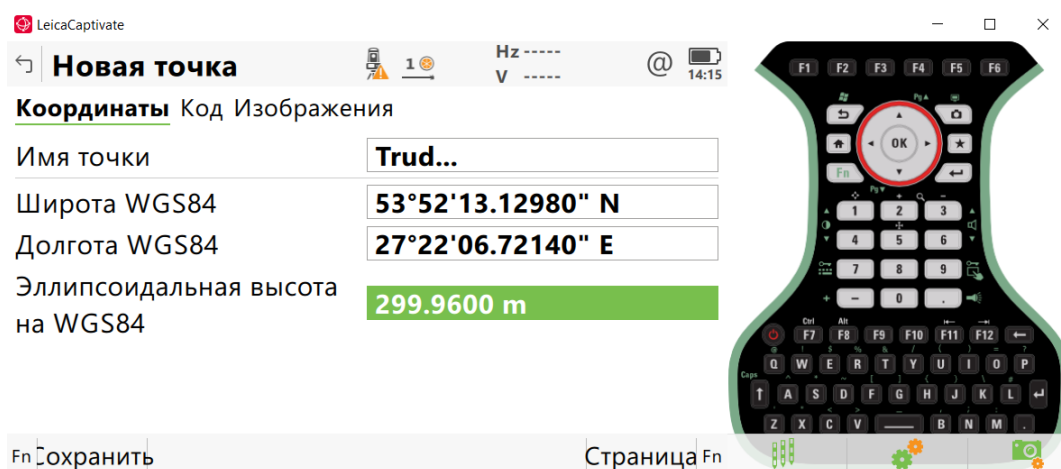 LeicaCaptivate
Новая точка 1 Hz ----- V ----- @ 14:15
Координаты Код Изображения
Имя точки Trud...
Широта WGS84 53°52'13.12980" N
Долгота WGS84 27°22'06.72140" E
Эллипсоидальная высота
на WGS84 299.9600 m
Fn Сохранить Страница Fn
F1 F2 F3 F4 F5 F6
Pg▲
OK
Fn
Pg▼
1 2 3
4 5 6
7 8 9
+ - 0 .
Ctrl Alt
F7 F8 F9 F10 F11 F12
Q W E R T Y U I O P
Caps
A S D F G H J K L
Z X C V B N M .